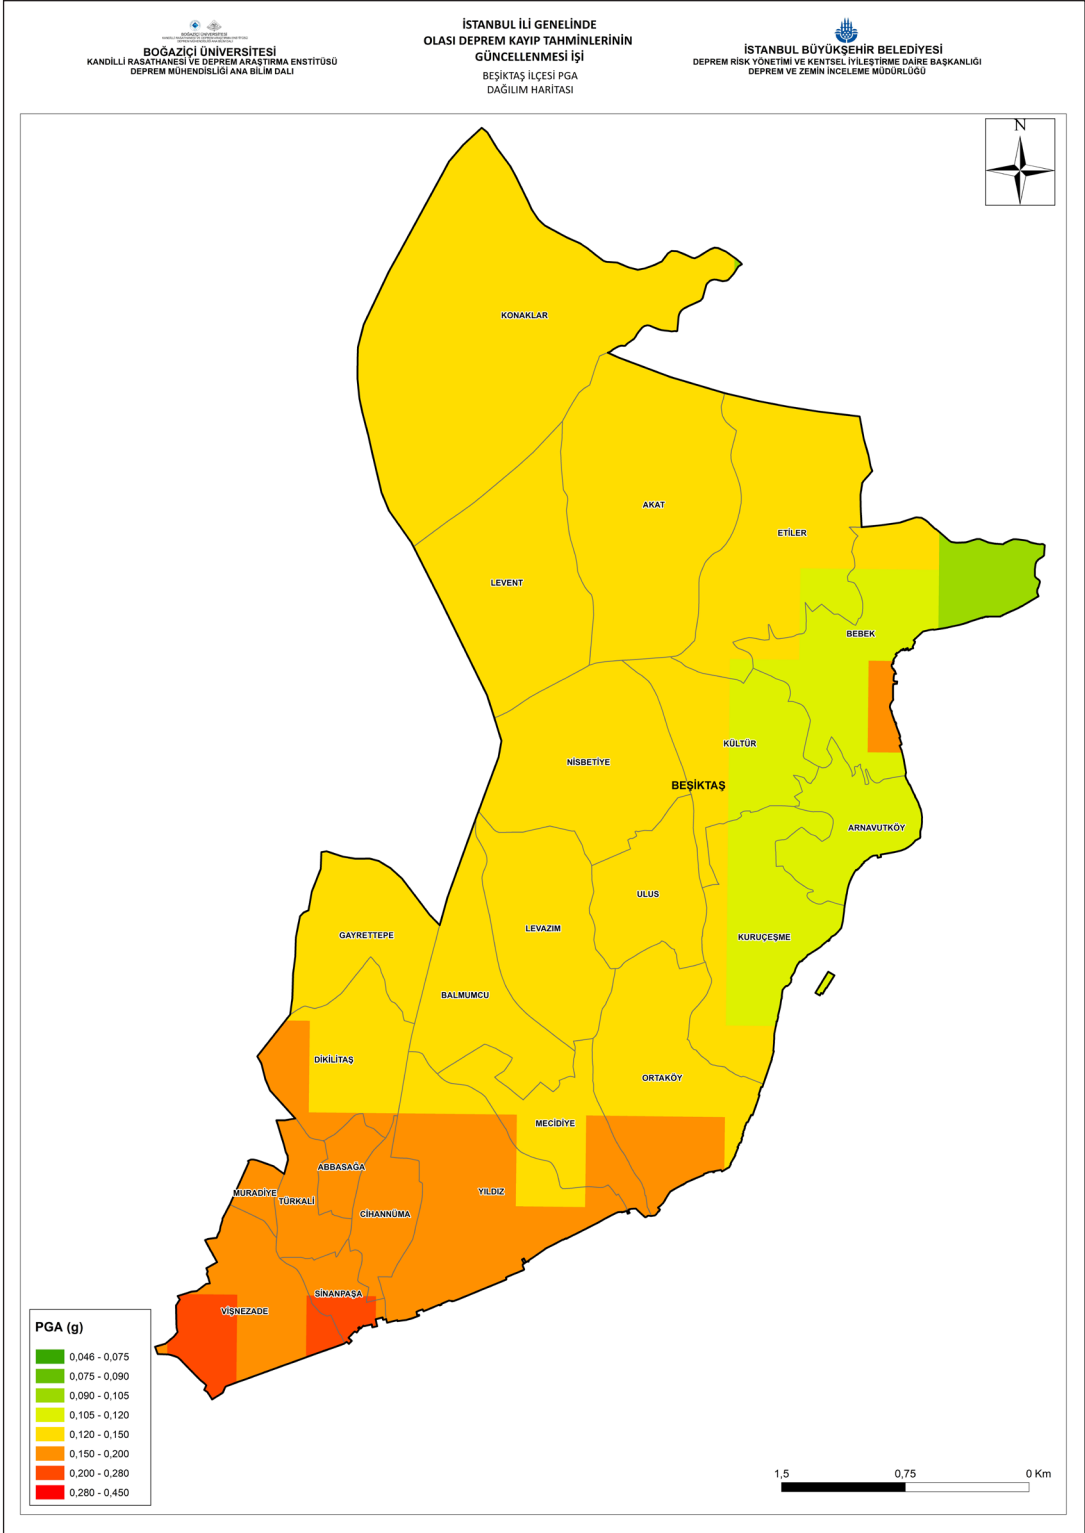 BOĞAZİÇİ ÜNİVERSİTESİ
KANDİLLİ RASATHANESİ VE DEPREM ARAŞTIRMA ENSTİTÜSÜ
DEPREM MÜHENDİSLİĞİ ANA BİLİM DALI
İSTANBUL İLİ GENELİNDE
OLASI DEPREM KAYIP TAHMİNLERİNİN
GÜNCELLENMESİ İŞİ
BEŞİKTAŞ İLÇESİ PGA
DAĞILIM HARİTASI
İSTANBUL BÜYÜKŞEHİR BELEDİYESİ
DEPREM RİSK YÖNETİMİ VE KENTSEL İYİLEŞTİRME DAİRE BAŞKANLIĞI
DEPREM VE ZEMİN İNCELEME MÜDÜRLÜĞÜ
N
KONAKLAR
AKAT
ETİLER
LEVENT
BEBEK
KÜLTÜR
NİSBETİYE
BEŞİKTAŞ
ARNAVUTKÖY
ULUS
LEVAZIM
GAYRETTEPE
KURUÇEŞME
BALMUMCU
DİKİLİTAŞ
ORTAKÖY
MECİDİYE
ABBASAĞA
MURADİYE
TÜRKALİ
YILDIZ
CİHANNÜMA
SİNANPAŞA
VİŞNEZADE
PGA (g)
0,046 - 0,075
0,075 - 0,090
0,090 - 0,105
0,105 - 0,120
0,120 - 0,150
0,150 - 0,200
0,200 - 0,280
0,280 - 0,450
1,5 0,75 0 Km